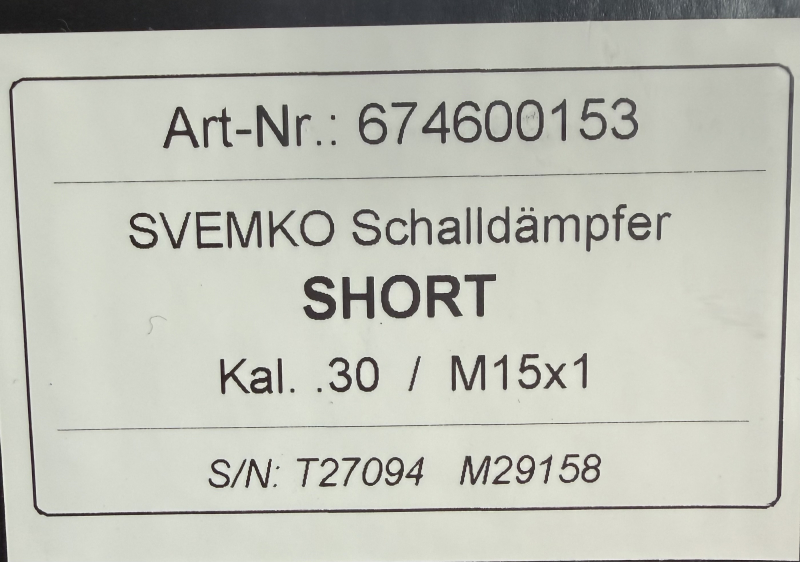 Art-Nr.: 674600153
SVEMKO Schalldämpfer
SHORT
Kal. .30 / M15x1
S/N: T27094 M29158